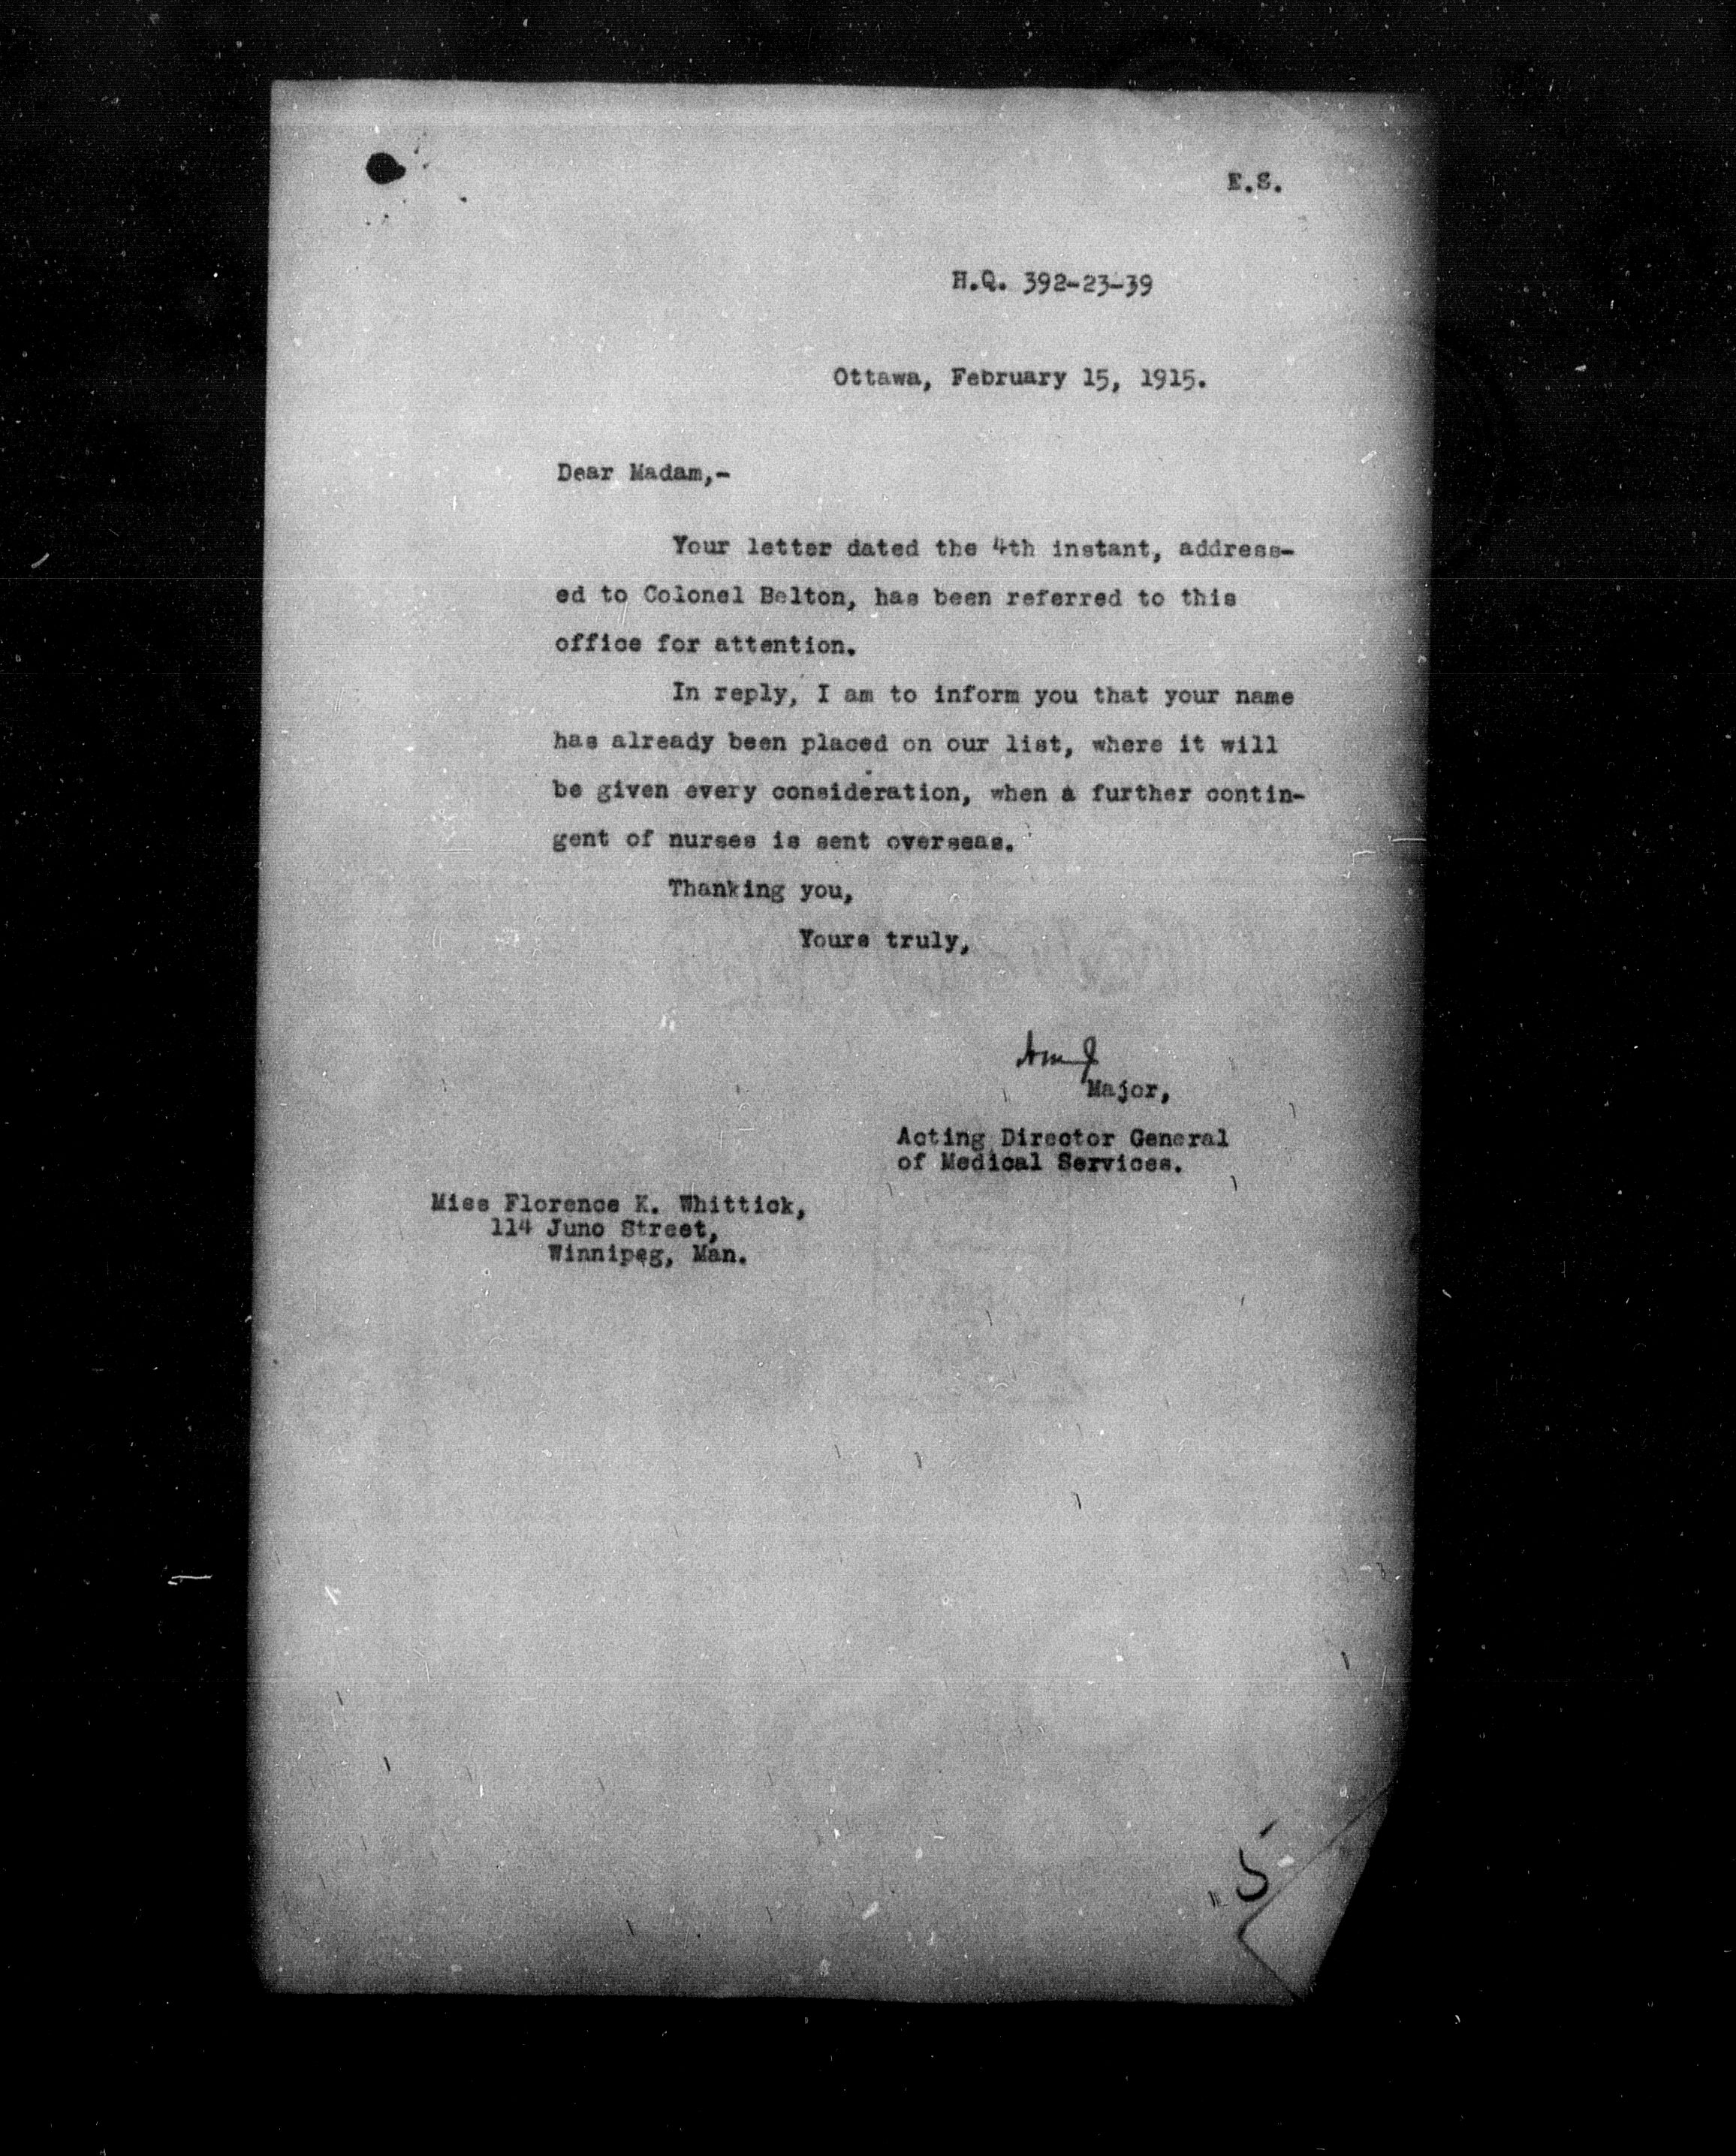 E.S.
H.Q. 392-23-39
Ottawa, February 15, 1915.
Dear Madam,-
Your letter dated the 4th instant, address-
ed to Colonel Belton, has been referred to this
office for attention.
In reply, I am to inform you that your name
has already been placed on our list, where it will
be given every consideration, when a further contin-
gent of nurses is sent overseas.
Thanking you,
Yours truly,
Major,
Acting Director General
of Medical Services.
Miss Florence K. Whittick,
114 Juno Street,
Winnipeg, Man.
5